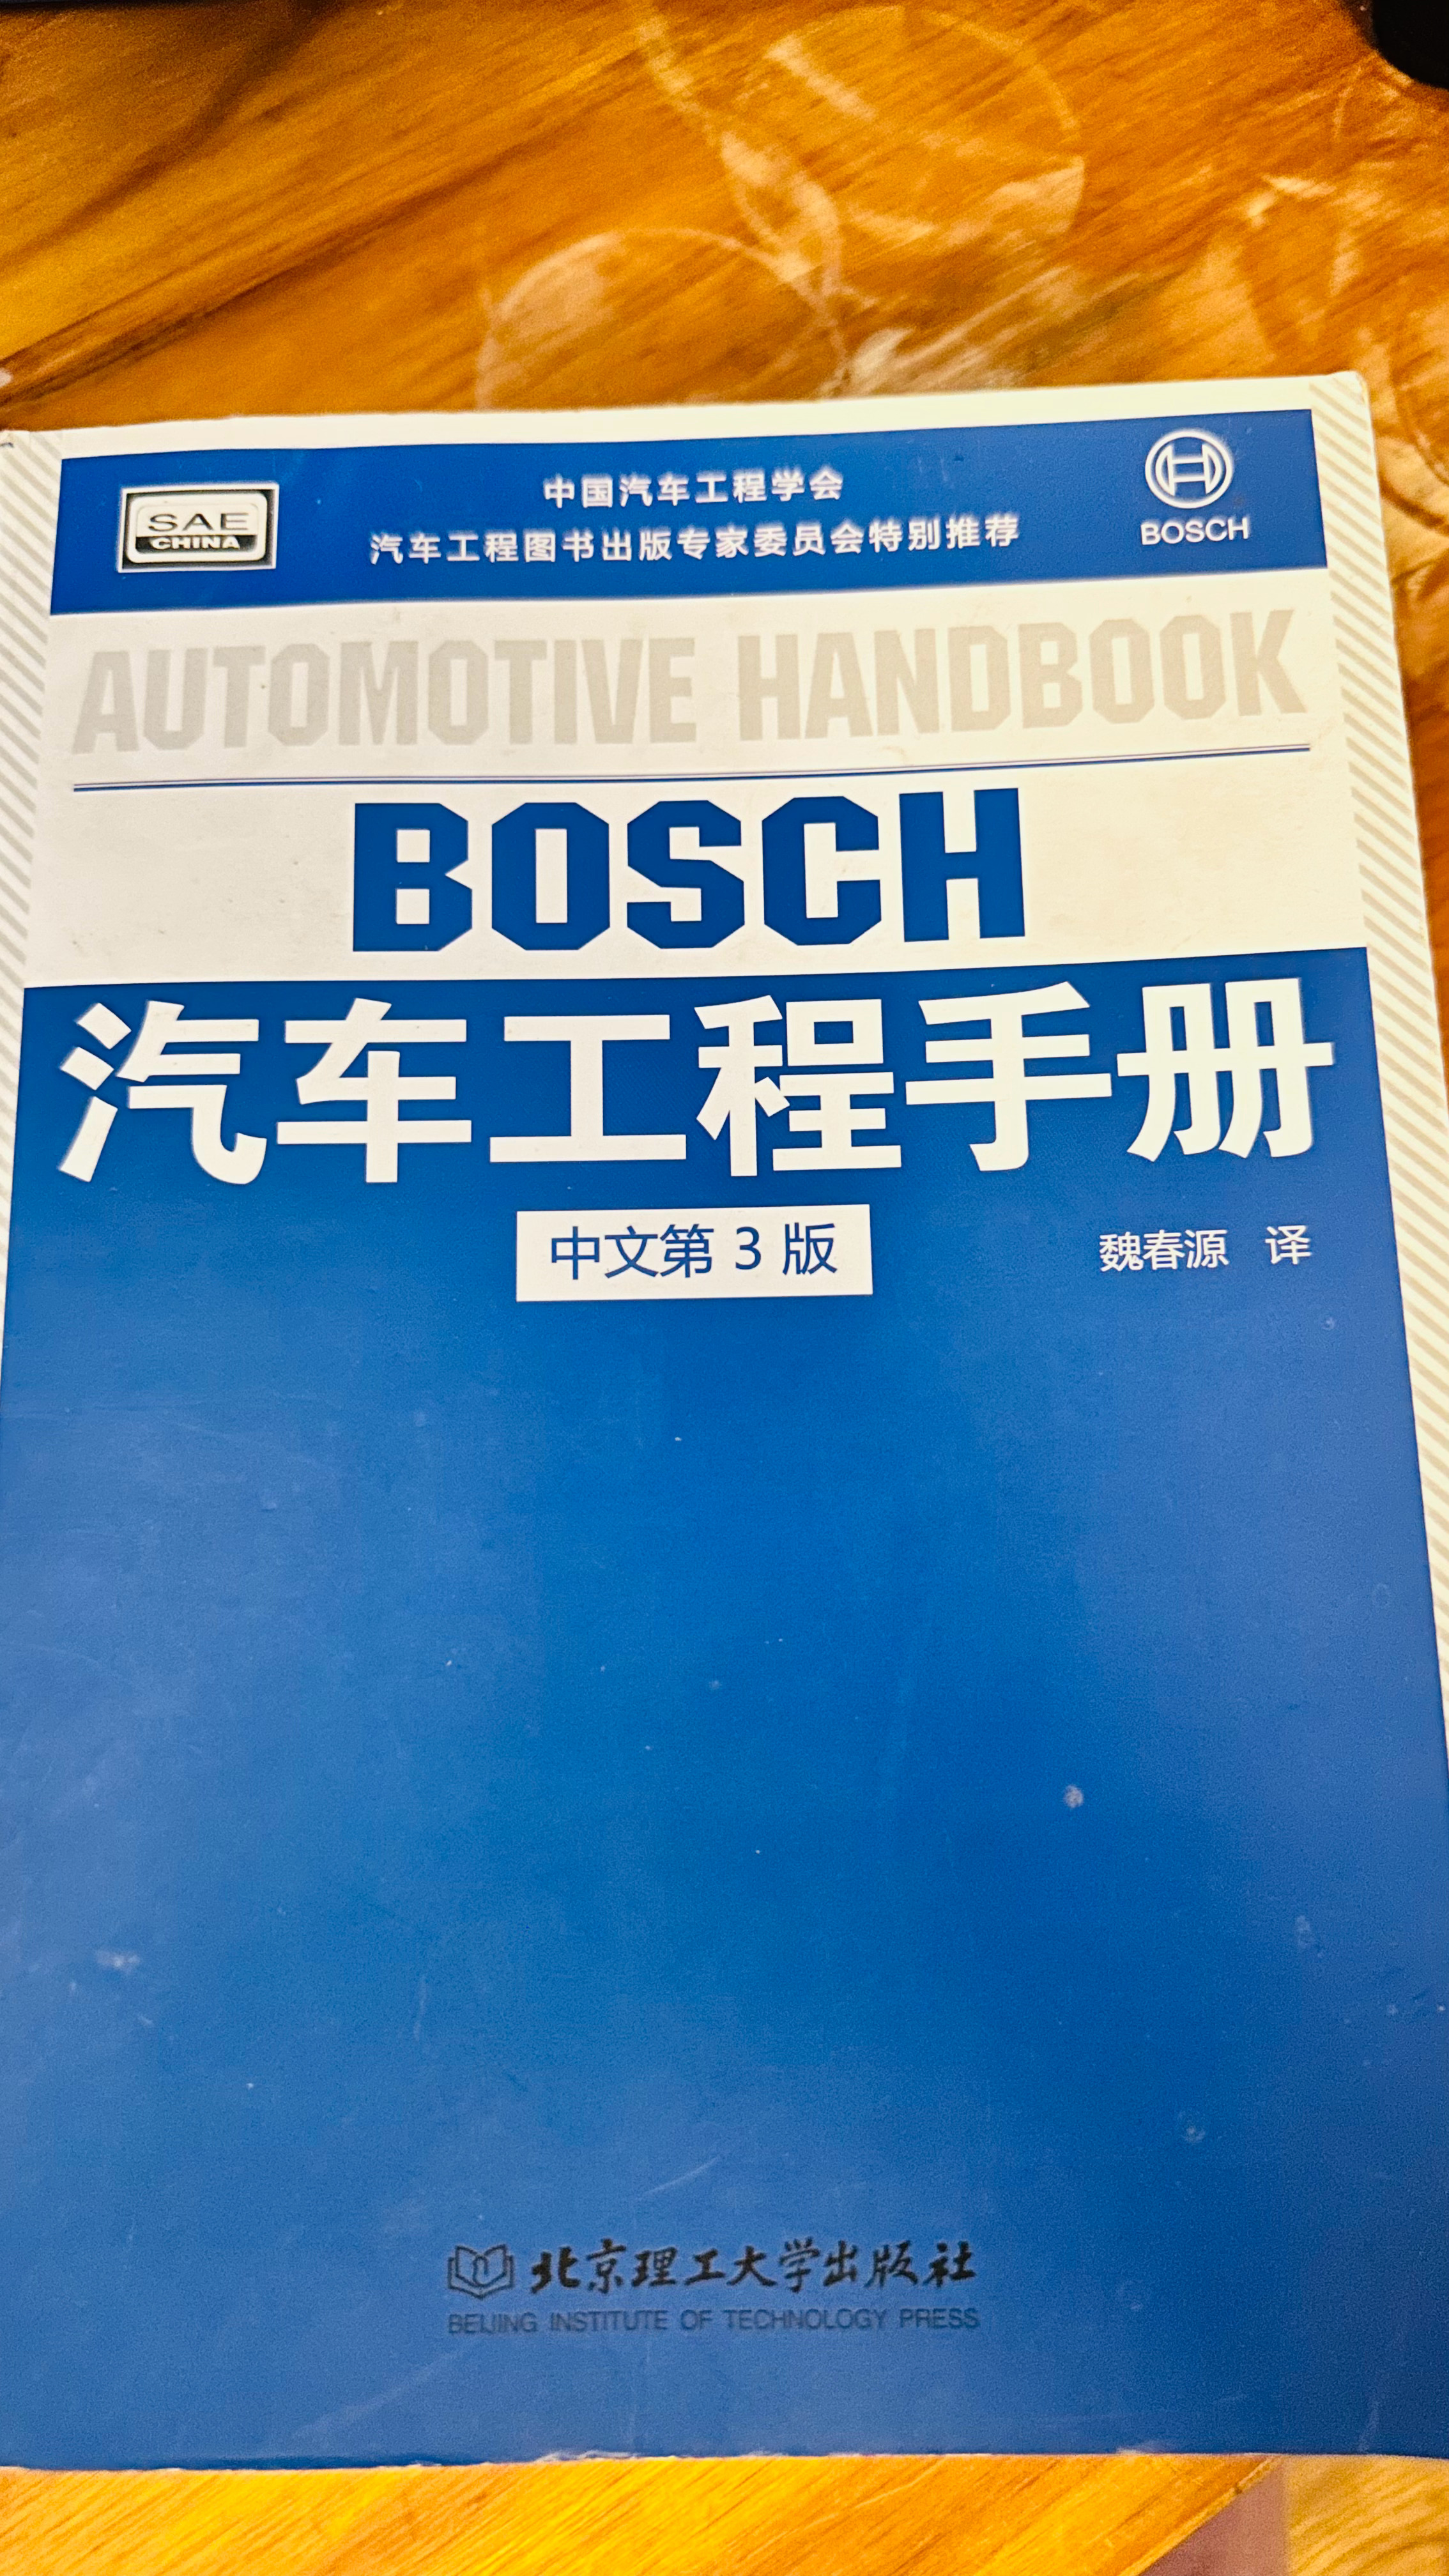 SAE
CHINA
中国汽车工程学会
汽车工程图书出版专家委员会特别推荐
BOSCH
AUTOMOTIVE HANDBOOK
BOSCH
汽车工程手册
中文第 3 版
魏春源 译
北京理工大学出版社
BEIJING INSTITUTE OF TECHNOLOGY PRESS